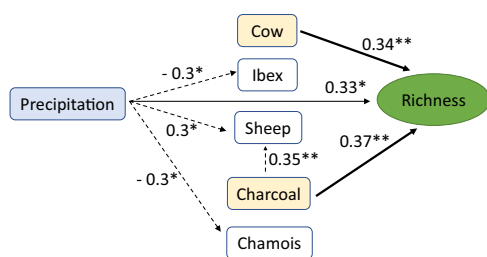 Cow
0.34**
- 0.3*
Ibex
Precipitation
0.33*
Richness
0.3*
Sheep
0.37**
0.35**
Charcoal
- 0.3*
Chamois